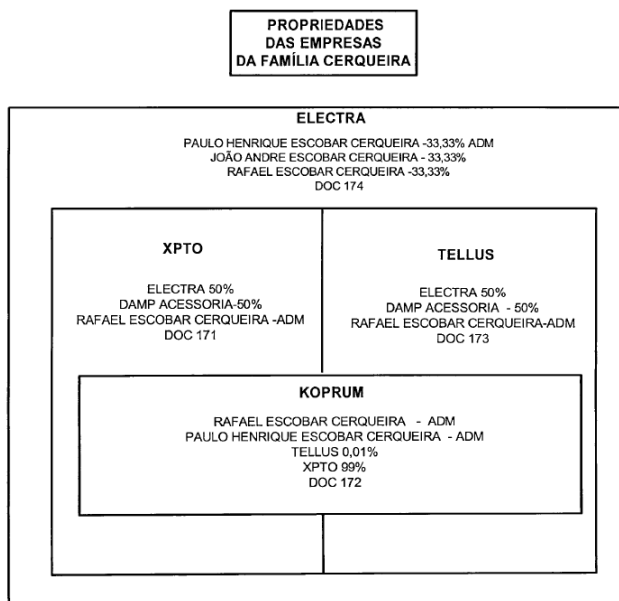 PROPRIEDADES
DAS EMPRESAS
DA FAMÍLIA CERQUEIRA
ELECTRA
PAULO HENRIQUE ESCOBAR CERQUEIRA -33,33% ADM
JOÃO ANDRE ESCOBAR CERQUEIRA - 33,33%
RAFAEL ESCOBAR CERQUEIRA -33,33%
DOC 174
XPTO
ELECTRA 50%
DAMP ACESSORIA-50%
RAFAEL ESCOBAR CERQUEIRA -ADM
DOC 171
TELLUS
ELECTRA 50%
DAMP ACESSORIA - 50%
RAFAEL ESCOBAR CERQUEIRA-ADM
DOC 173
KOPRUM
RAFAEL ESCOBAR CERQUEIRA - ADM
PAULO HENRIQUE ESCOBAR CERQUEIRA - ADM
TELLUS 0,01%
XPTO 99%
DOC 172